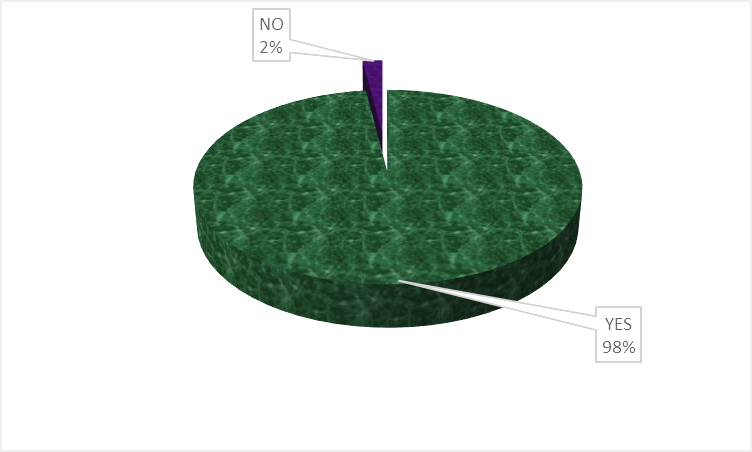 NO
2%
YES
98%